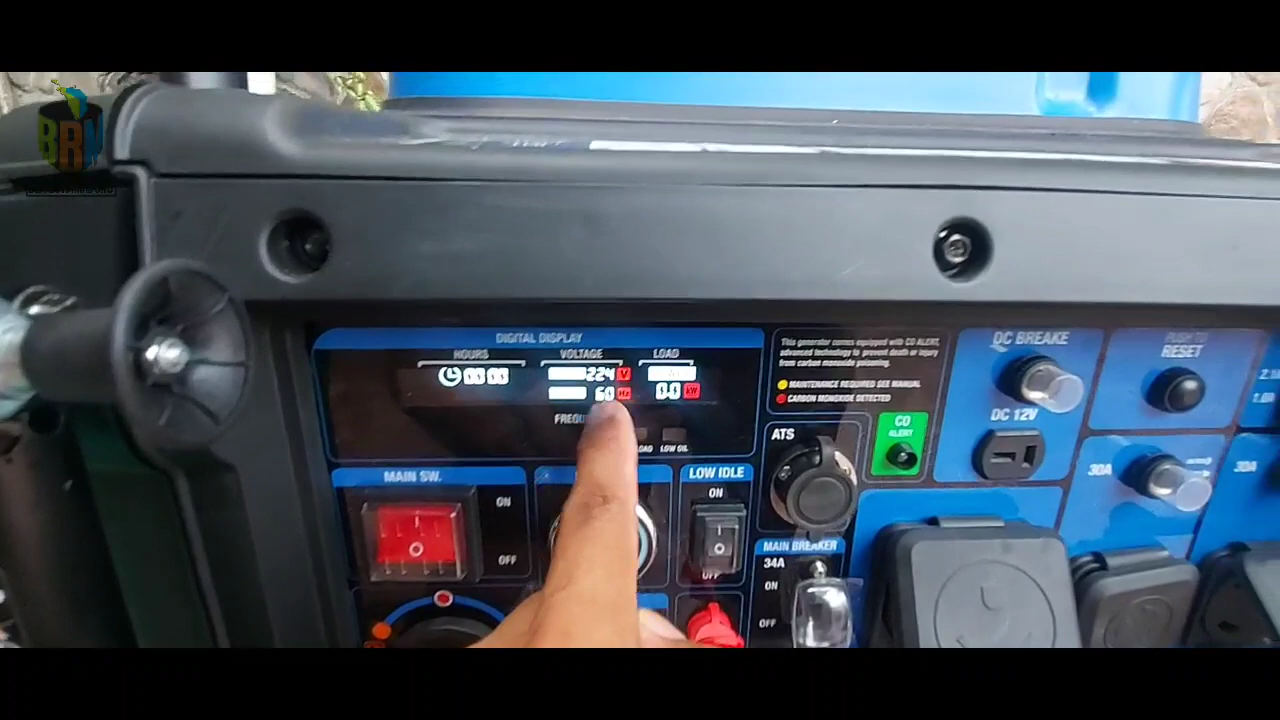 BRV
DIGITAL DISPLAY
HOURS
VOLTAGE
LOAD
00:00
224 V
60 Hz
0.0 kW
LOW OIL
This generator comes equipped with CO ALERT,
advanced technology to prevent death or injury
from carbon monoxide poisoning.
MAINTENANCE REQUIRED SEE MANUAL
CARBON MONOXIDE DETECTED
CO
ALERT
ATS
DC BREAKE
DC 12V
PUSH TO
RESET
30A
30A
MAIN SW.
ON
OFF
LOW IDLE
ON
OFF
MAIN BREAKER
34A
ON
OFF